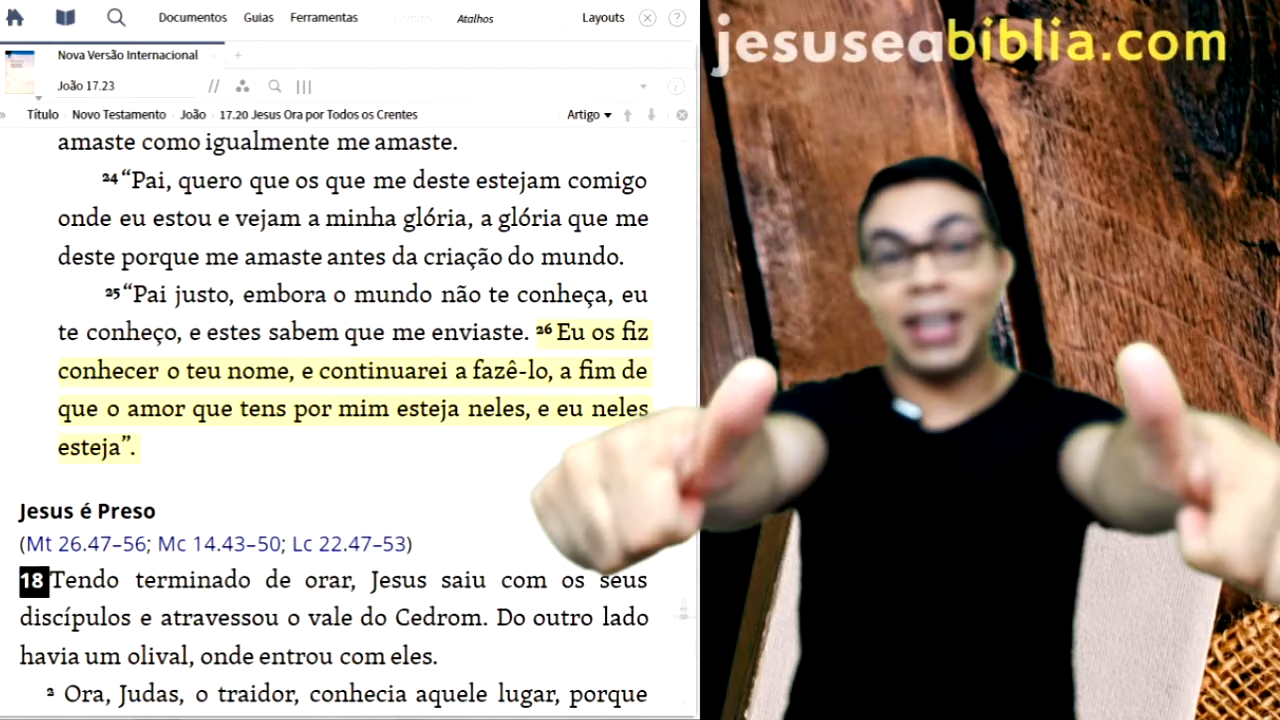 Documentos Guias Ferramentas Atalhos Layouts
Nova Versão Internacional
João 17.23
Título Novo Testamento João 17.20 Jesus Ora por Todos os Crentes Artigo
amaste como igualmente me amaste.
24 “Pai, quero que os que me deste estejam comigo
onde eu estou e vejam a minha glória, a glória que me
deste porque me amaste antes da criação do mundo.
25 “Pai justo, embora o mundo não te conheça, eu
te conheço, e estes sabem que me enviaste. 26 Eu os fiz
conhecer o teu nome, e continuarei a fazê-lo, a fim de
que o amor que tens por mim esteja neles, e eu neles
esteja”.
Jesus é Preso
(Mt 26.47–56; Mc 14.43–50; Lc 22.47–53)
18 Tendo terminado de orar, Jesus saiu com os seus
discípulos e atravessou o vale do Cedrom. Do outro lado
havia um olival, onde entrou com eles.
2 Ora, Judas, o traidor, conhecia aquele lugar, porque
jesuseabiblia.com